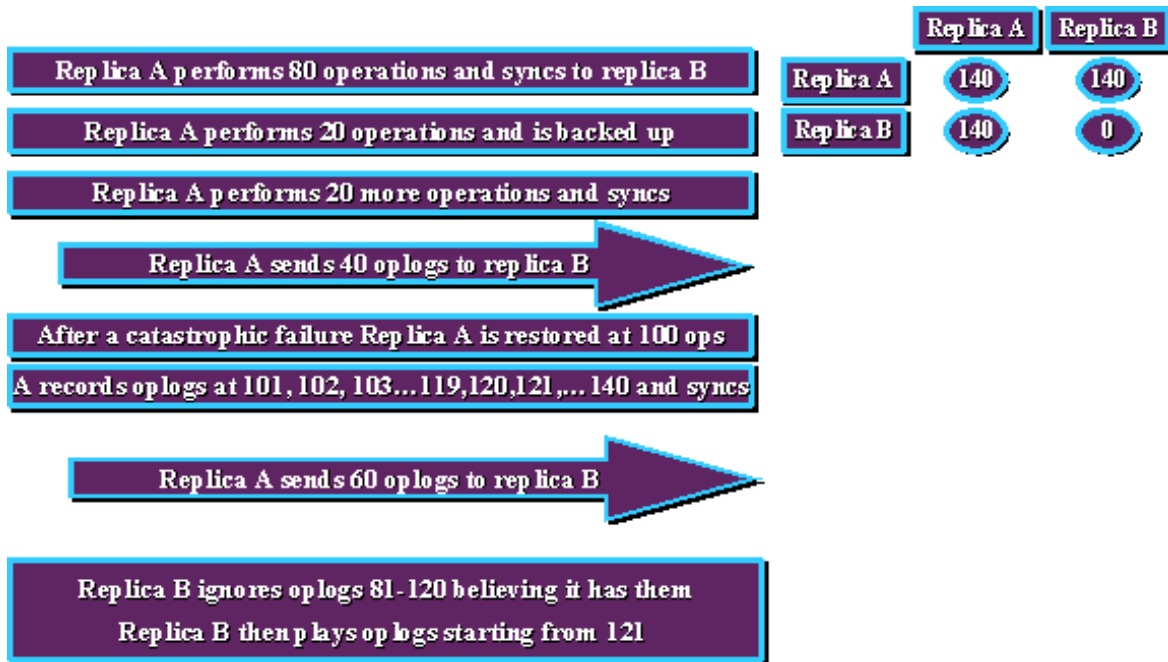 Replica A Replica B
Replica A performs 80 operations and syncs to replica B
Replica A 140 140
Replica A performs 20 operations and is backed up
Replica B 140 0
Replica A performs 20 more operations and syncs
Replica A sends 40 oplogs to replica B
After a catastrophic failure Replica A is restored at 100 ops
A records oplogs at 101, 102, 103...119,120,121,... 140 and syncs
Replica A sends 60 oplogs to replica B
Replica B ignores oplogs 81-120 believing it has them
Replica B then plays oplogs starting from 121